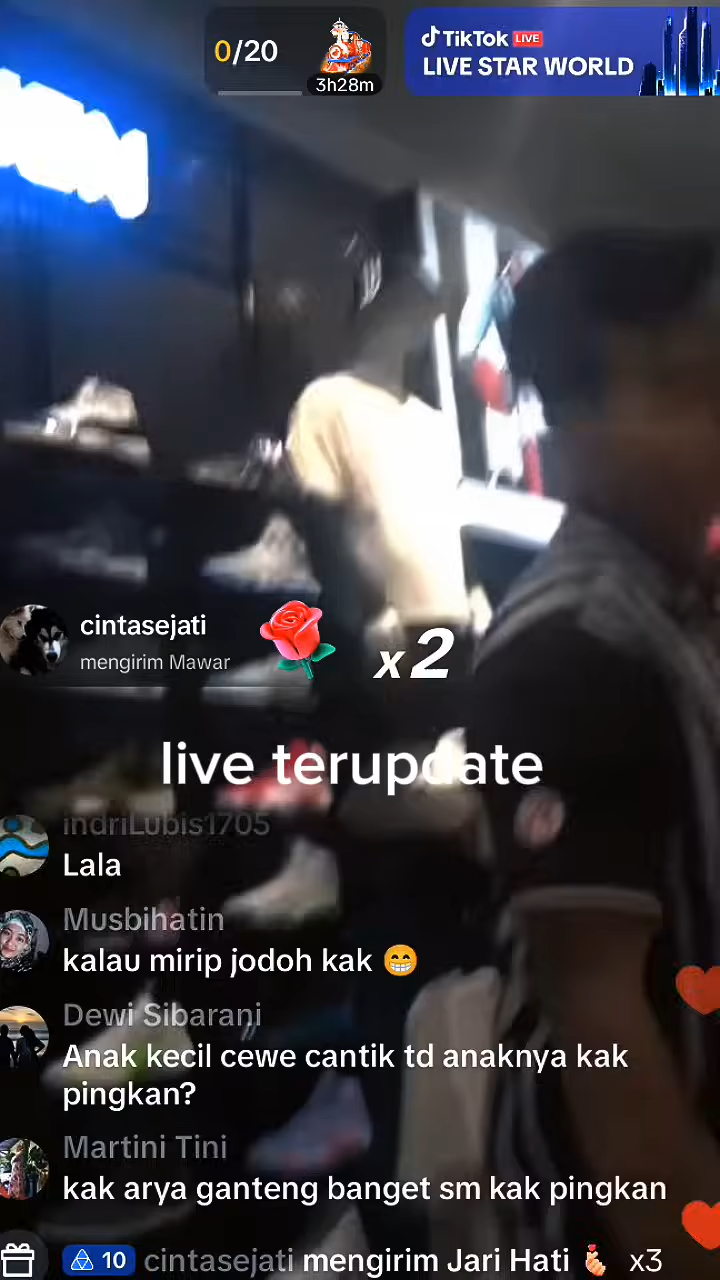 0/20
3h28m
TikTok LIVE
LIVE STAR WORLD
cintasejati
mengirim Mawar
x2
live terupdate
indriLubis1705
Lala
Musbihatin
kalau mirip jodoh kak 😁
Dewi Sibarani
Anak kecil cewe cantik td anaknya kak
pingkan?
Martini Tini
kak arya ganteng banget sm kak pingkan
10 cintasejati mengirim Jari Hati x3